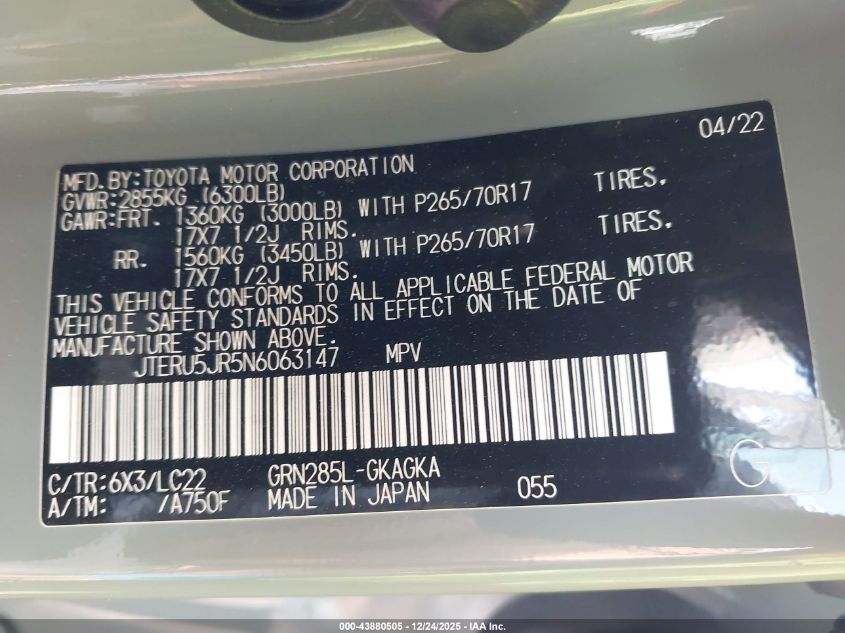 04/22
MFD.BY:TOYOTA MOTOR CORPORATION
GVWR:2855KG (6300LB)
GAWR:FRT. 1360KG (3000LB) WITH P265/70R17 TIRES,
17X7 1/2J RIMS.
RR. 1560KG (3450LB) WITH P265/70R17 TIRES,
17X7 1/2J RIMS.
THIS VEHICLE CONFORMS TO ALL APPLICABLE FEDERAL MOTOR
VEHICLE SAFETY STANDARDS IN EFFECT ON THE DATE OF
MANUFACTURE SHOWN ABOVE.
JTERU5JR5N6063147 MPV
C/TR:6X3/LC22 GRN285L-GKAGKA
A/TM: /A750F MADE IN JAPAN 055
G
000-43880505 - 12/24/2025 - IAA Inc.